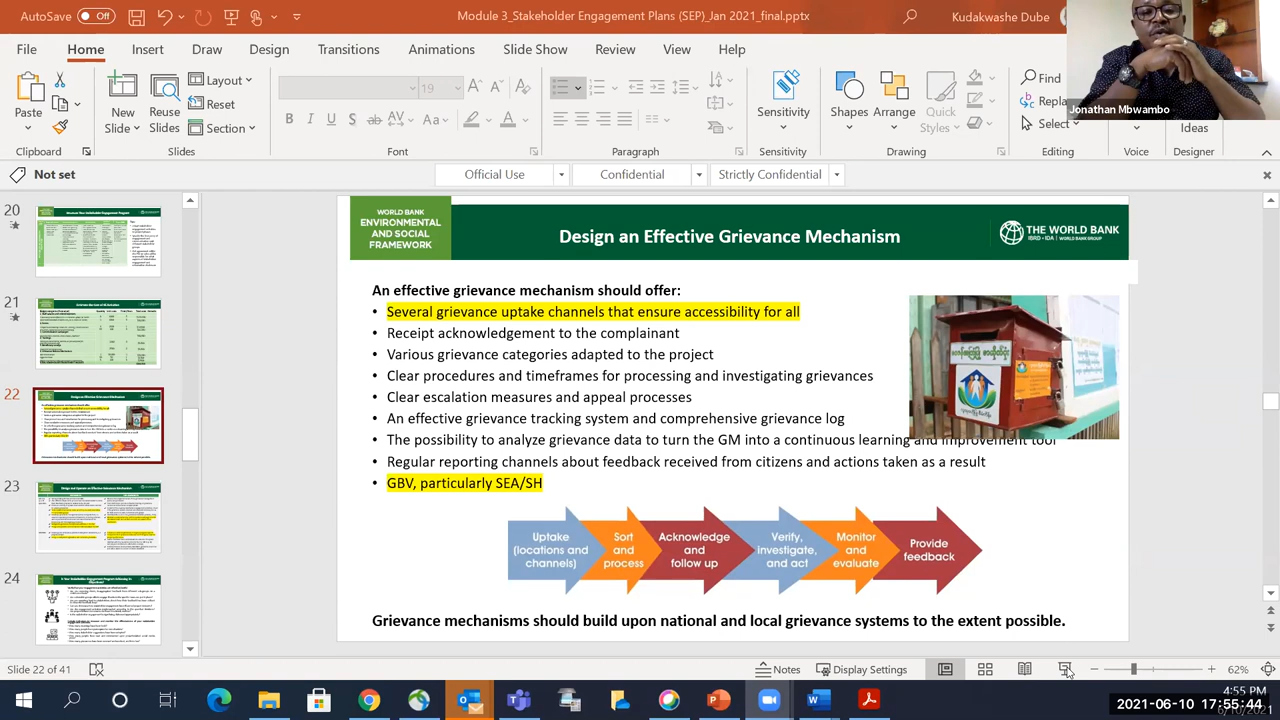 AutoSave
Off
Module 3_Stakeholder Engagement Plans (SEP)_Jan 2021_final.pptx
Kudakwashe Dube
File Home Insert Draw Design Transitions Animations Slide Show Review View Help
Jonathan Mbwambo
Paste
New Slide
Reuse Slides
Layout
Reset
Section
Sensitivity
Shapes
Arrange
Quick Styles
Find
Select
Ideas
Clipboard Slides Font Paragraph Sensitivity Drawing Editing Voice Designer
Not set
Official Use Confidential Strictly Confidential
20
21
22
23
24
WORLD BANK
ENVIRONMENTAL
AND SOCIAL
FRAMEWORK
Design an Effective Grievance Mechanism
THE WORLD BANK
IBRD • IDA | WORLD BANK GROUP
An effective grievance mechanism should offer:
Several grievance uptake channels that ensure accessibility for all
• Receipt acknowledgement to the complainant
• Various grievance categories adapted to the project
• Clear procedures and timeframes for processing and investigating grievances
• Clear escalation measures and appeal processes
• An internal grievance tracking system and comprehensive grievance log
• The possibility to analyze grievance data to turn the GM into a continuous learning and improvement tool
• Regular reporting channels about feedback received from citizens and actions taken as a result
• GBV, particularly SEA/SH
Uptake
(locations and
channels)
Sort
and
process
Acknowledge
and
follow up
Verify,
investigate,
and act
Monitor
and
evaluate
Provide
feedback
Grievance mechanisms should build upon national and local governance systems to the extent possible.
Slide 22 of 41
Notes
Display Settings
62%
4:55 PM
2021-06-10 17:55:44